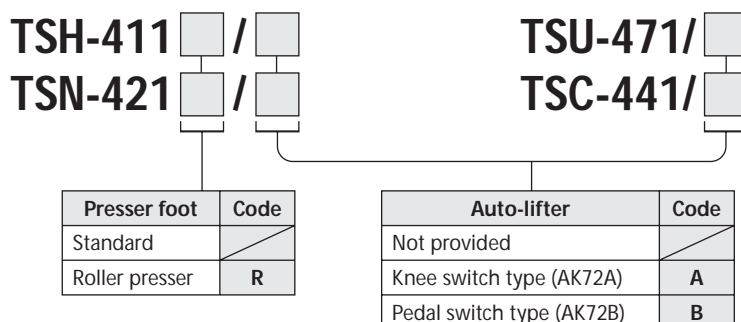 TSH-411 / TSU-471/
TSN-421 / TSC-441/
Presser foot Code
Standard
Roller presser R
Auto-lifter Code
Not provided
Knee switch type (AK72A) A
Pedal switch type (AK72B) B